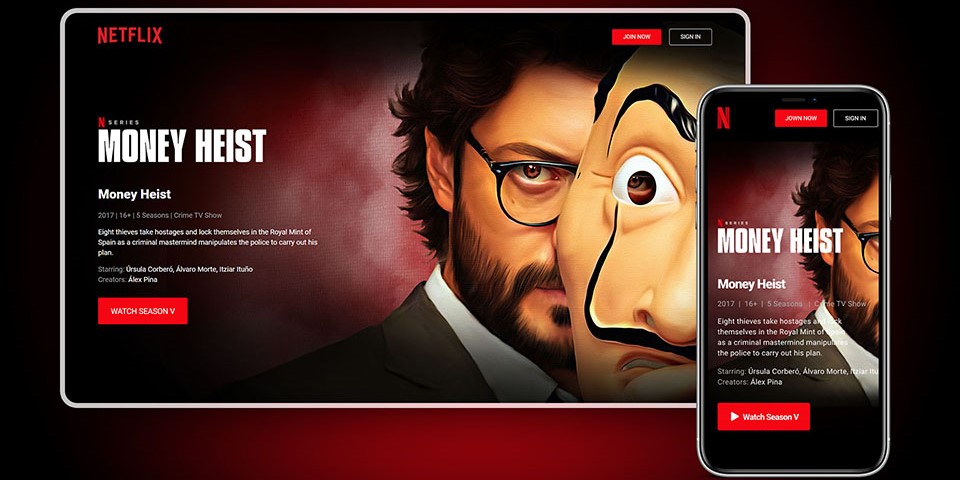 NETFLIX
JOIN NOW
SIGN IN
N SERIES
MONEY HEIST
Money Heist
2017 | 16+ | 5 Seasons | Crime TV Show
Eight thieves take hostages and lock themselves in the Royal Mint of
Spain as a criminal mastermind manipulates the police to carry out his
plan.
Starring: Úrsula Corberó, Álvaro Morte, Itziar Ituño
Creators: Álex Pina
WATCH SEASON V
N
JOWN NOW
SIGN IN
N SERIES
MONEY HEIST
Money Heist
2017 | 16+ | 5 Seasons | Crime TV Show
Eight thieves take hostages and lock
themselves in the Royal Mint of Spain
as a criminal mastermind manipulates
the police to carry out his plan.
Starring: Úrsula Corberó, Álvaro Morte, Itziar Itu
Creators: Álex Pina
Watch Season V